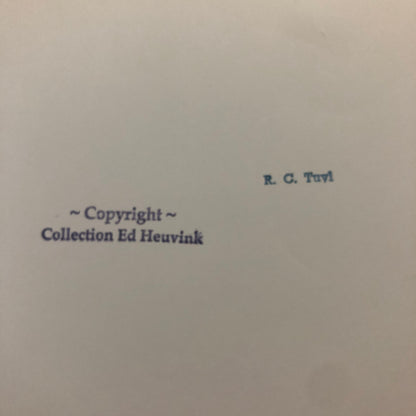 R. C. Tuvi
~ Copyright ~
Collection Ed Heuvink